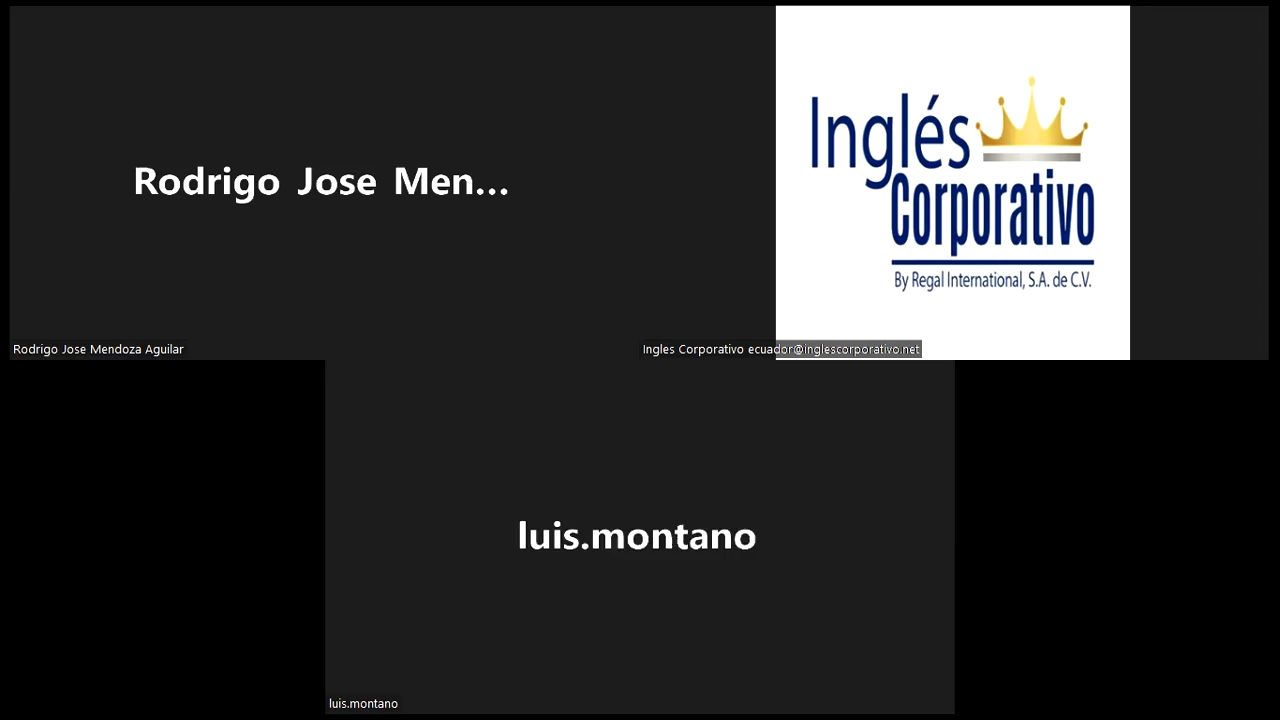 Rodrigo Jose Men...
Rodrigo Jose Mendoza Aguilar
Inglés
Corporativo
By Regal International, S.A. de C.V.
Ingles Corporativo ecuador@inglescorporativo.net
luis.montano
luis.montano